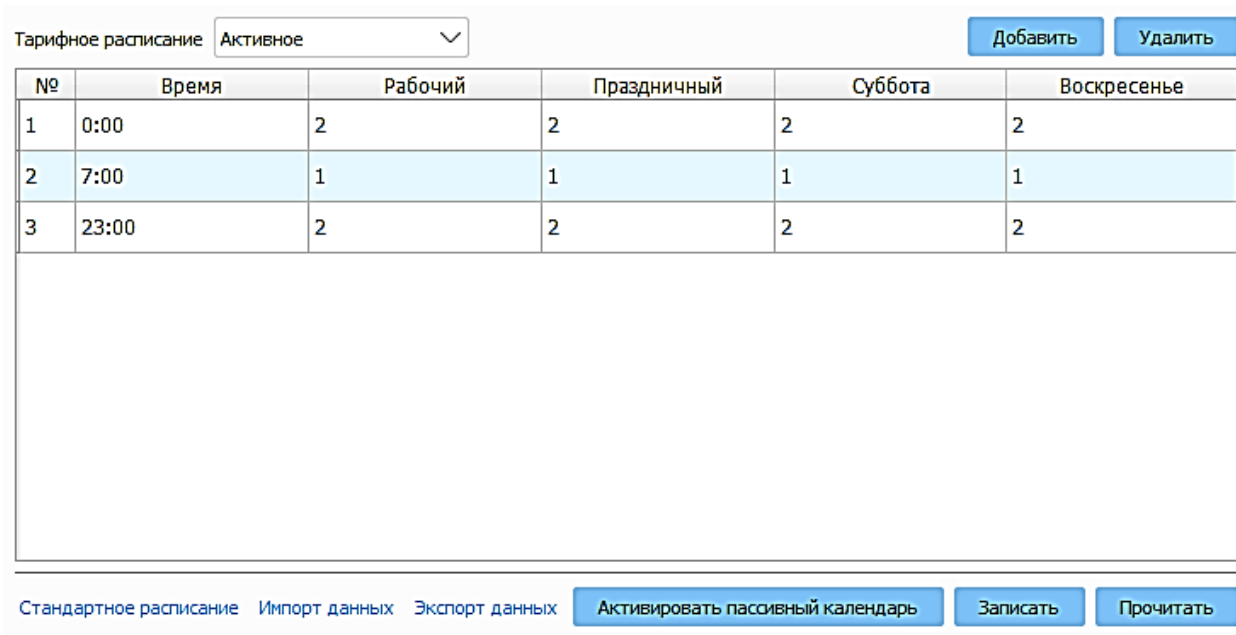 Тарифное расписание Активное Добавить Удалить
№ Время Рабочий Праздничный Суббота Воскресенье
1 0:00 2 2 2 2
2 7:00 1 1 1 1
3 23:00 2 2 2 2
Стандартное расписание Импорт данных Экспорт данных Активировать пассивный календарь Записать Прочитать